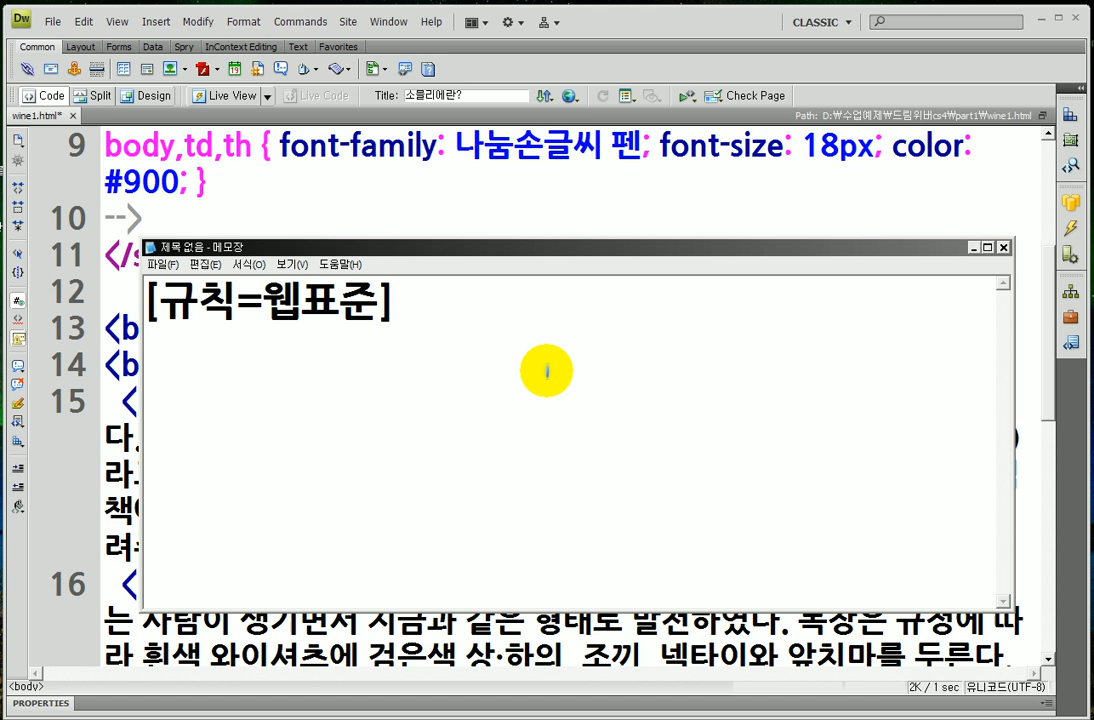 Dw File Edit View Insert Modify Format Commands Site Window Help CLASSIC
Common Layout Forms Data Spry InContext Editing Text Favorites
Code Split Design Live View Live Code Title: 소믈리에란? Check Page
wine1.html* Path: D:₩수업예제₩드림위버cs4₩part1₩wine1.html
9 body,td,th { font-family: 나눔손글씨 펜; font-size: 18px; color:
#900; }
10 -->
11 </s
제목 없음 - 메모장
파일(F) 편집(E) 서식(O) 보기(V) 도움말(H)
[규칙=웹표준]
12
13 <b
14 <b
15 <
다.
라
책
려
16 <
는 사람이 생기면서 지금과 같은 형태로 발전하였다. 복장은 규정에 따
라 흰색 와이셔츠에 검은색 상·하의, 조끼, 넥타이와 앞치마를 두른다.
<body> 2K / 1 sec 유니코드(UTF-8)
PROPERTIES